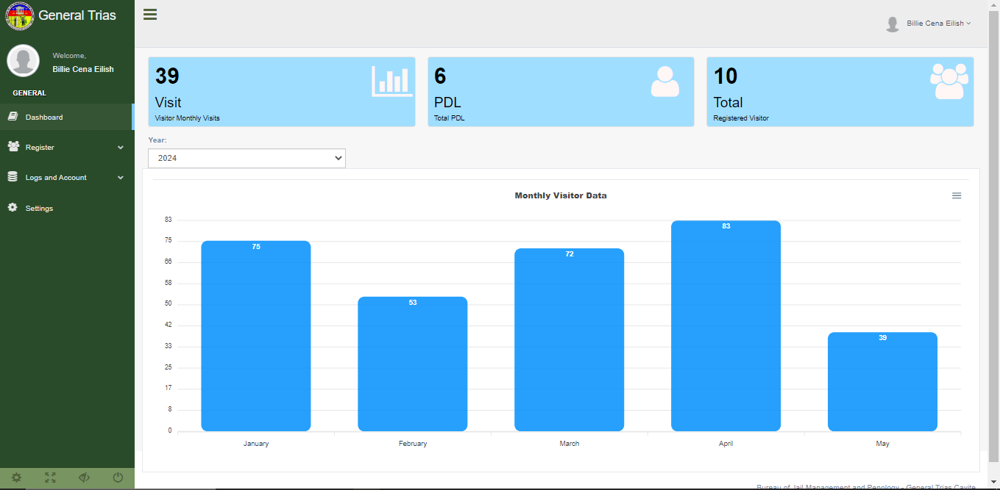 General Trias
Welcome,
Billie Cena Eilish
GENERAL
Dashboard
Register
Logs and Account
Settings
Billie Cena Eilish
39
Visit
Visitor Monthly Visits
6
PDL
Total PDL
10
Total
Registered Visitor
Year:
2024
Monthly Visitor Data
83
75
66
58
50
42
33
25
17
8
0
75
53
72
83
39
January
February
March
April
May
Bureau of Jail Management and Penology - General Trias Cavite